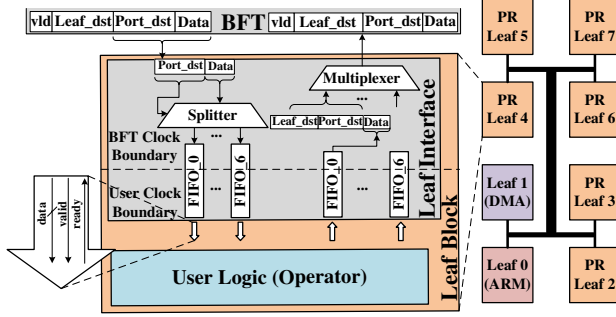 vld Leaf_dst Port_dst Data BFT vld Leaf_dst Port_dst Data
Port_dst Data
Multiplexer
...
Splitter
...
Leaf_dst Port_dst Data
...
BFT Clock
Boundary
User Clock
Boundary
FIFO_0
...
FIFO_6
FIFO_0
...
FIFO_6
Leaf Interface
Leaf Block
User Logic (Operator)
data
valid
ready
PR
Leaf 5
PR
Leaf 7
PR
Leaf 4
PR
Leaf 6
Leaf 1
(DMA)
PR
Leaf 3
Leaf 0
(ARM)
PR
Leaf 2